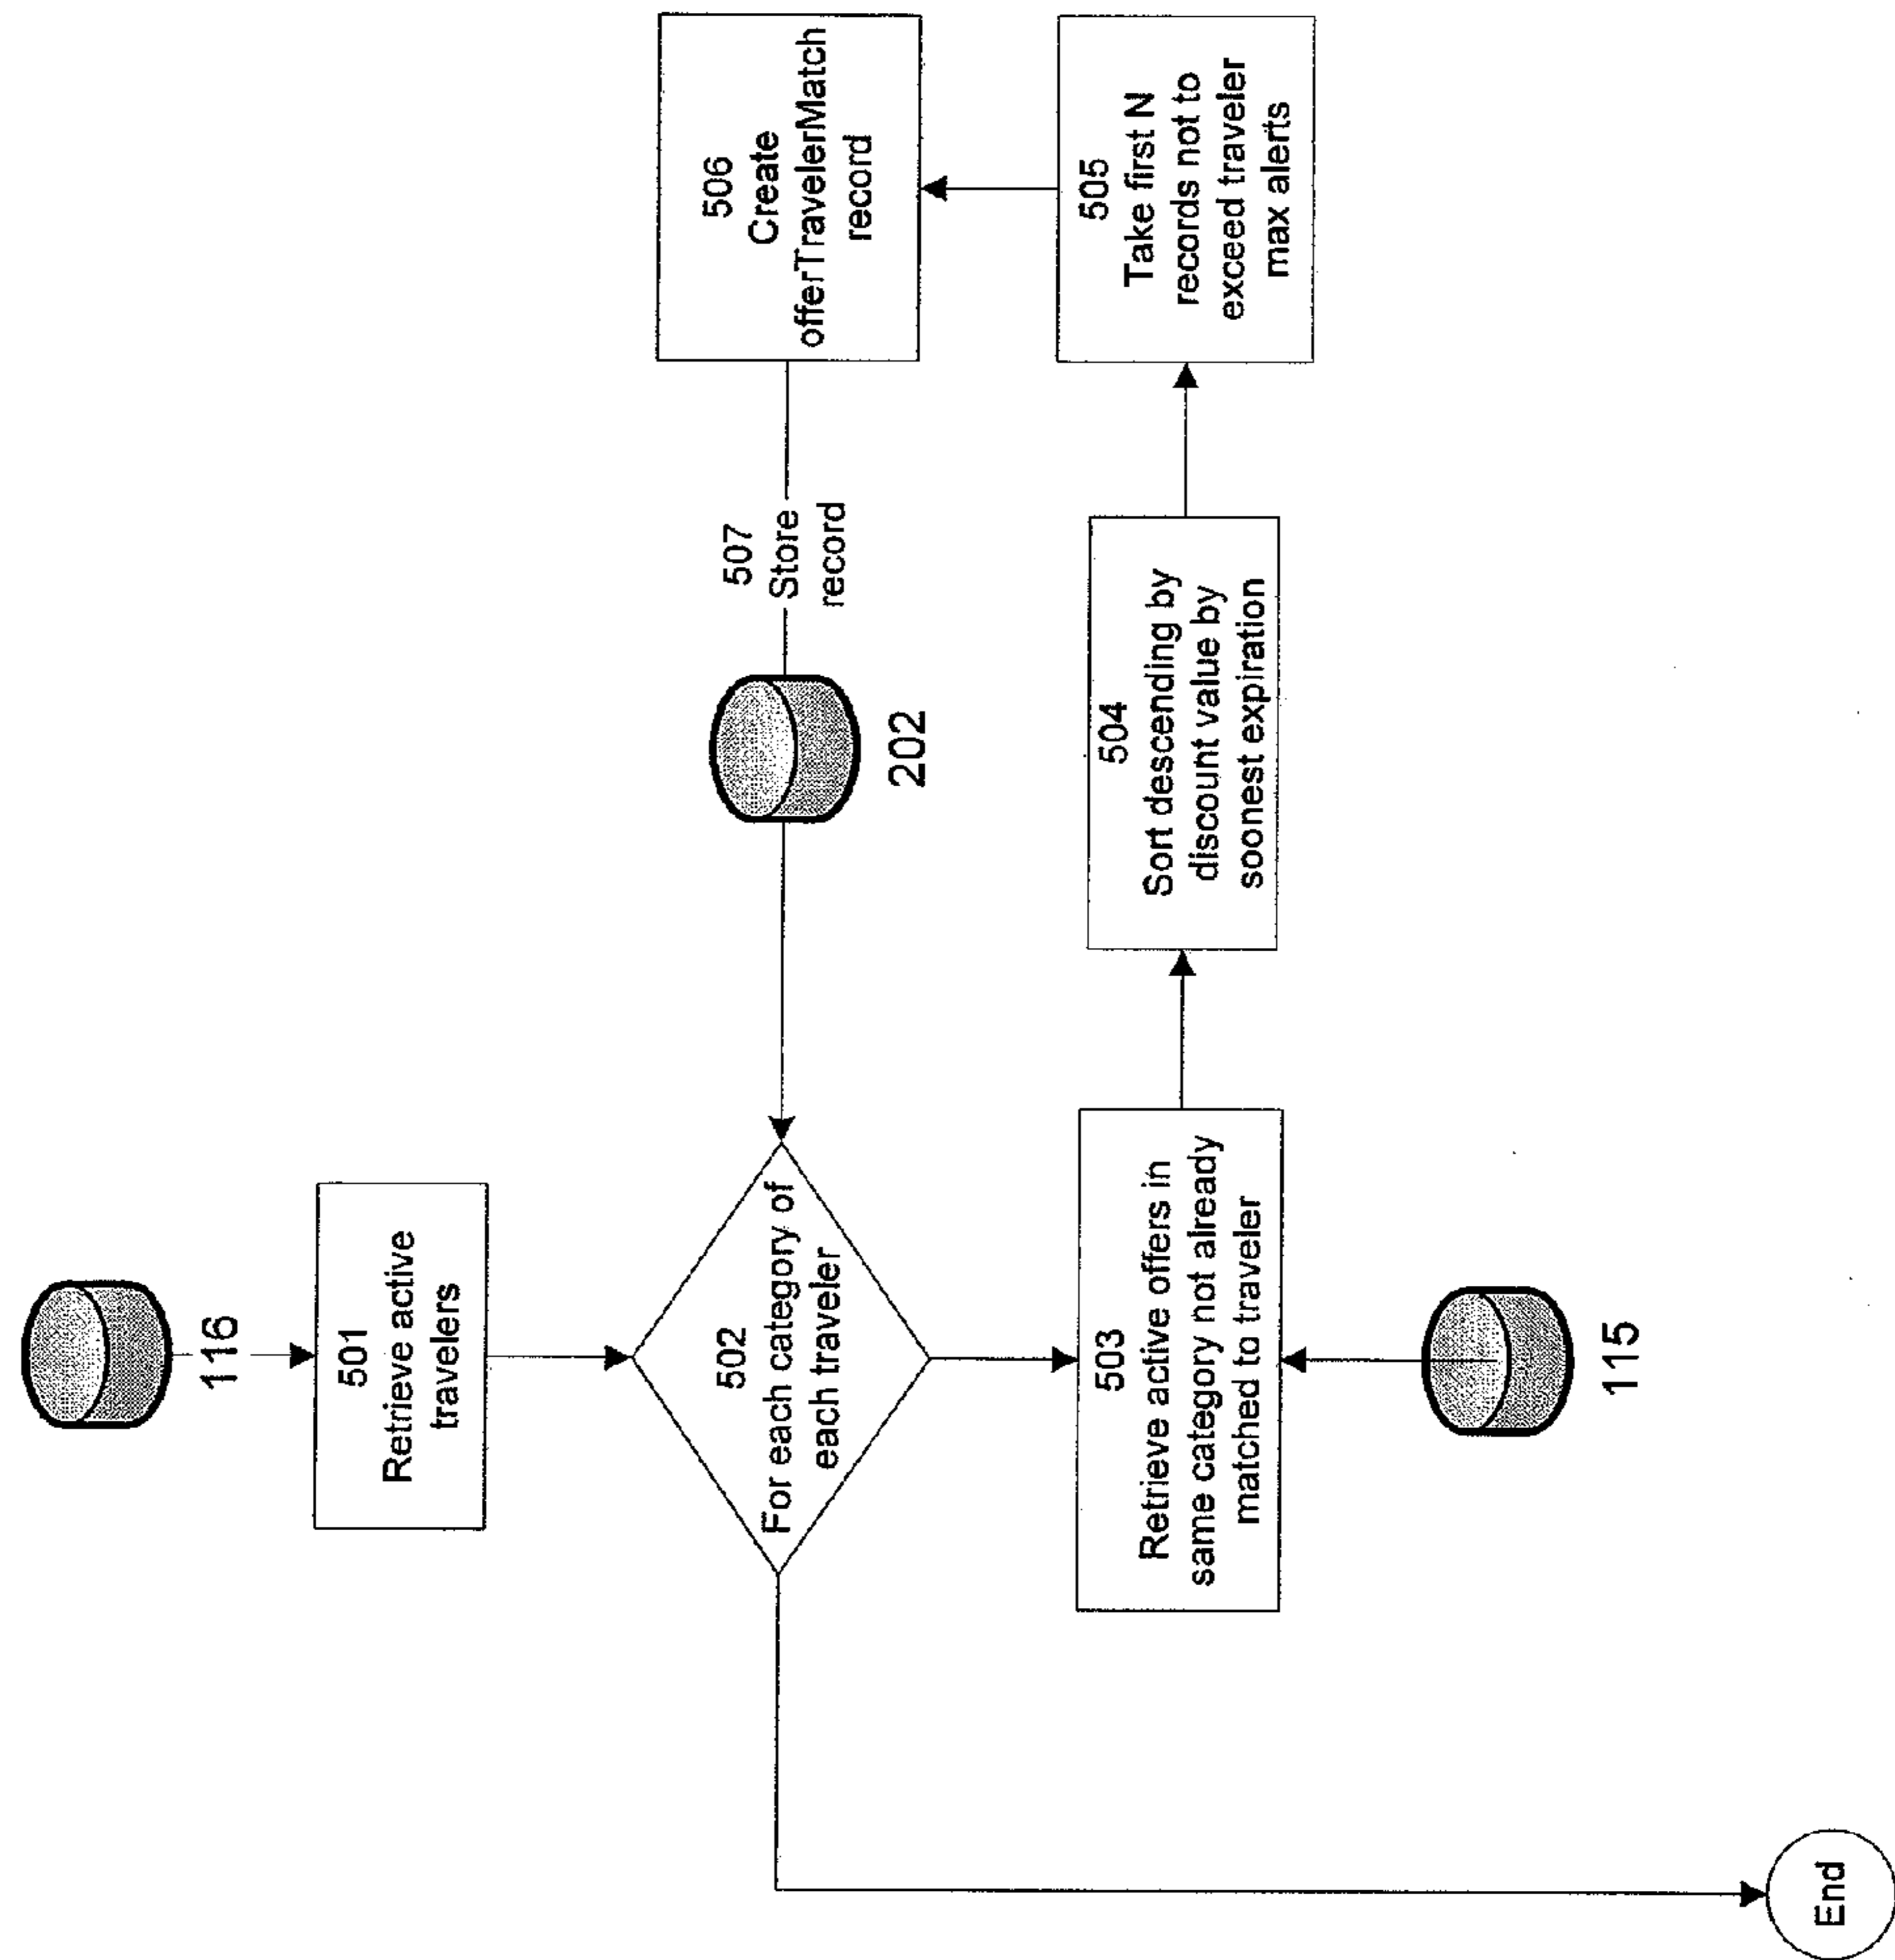 116
501
Retrieve active
travelers
502
For each category of
each traveler
503
Retrieve active offers in
same category not already
matched to traveler
115
504
Sort descending by
discount value by
soonest expiration
505
Take first N
records not to
exceed traveler
max alerts
506
Create
offerTravelerMatch
record
507
Store
record
202
End